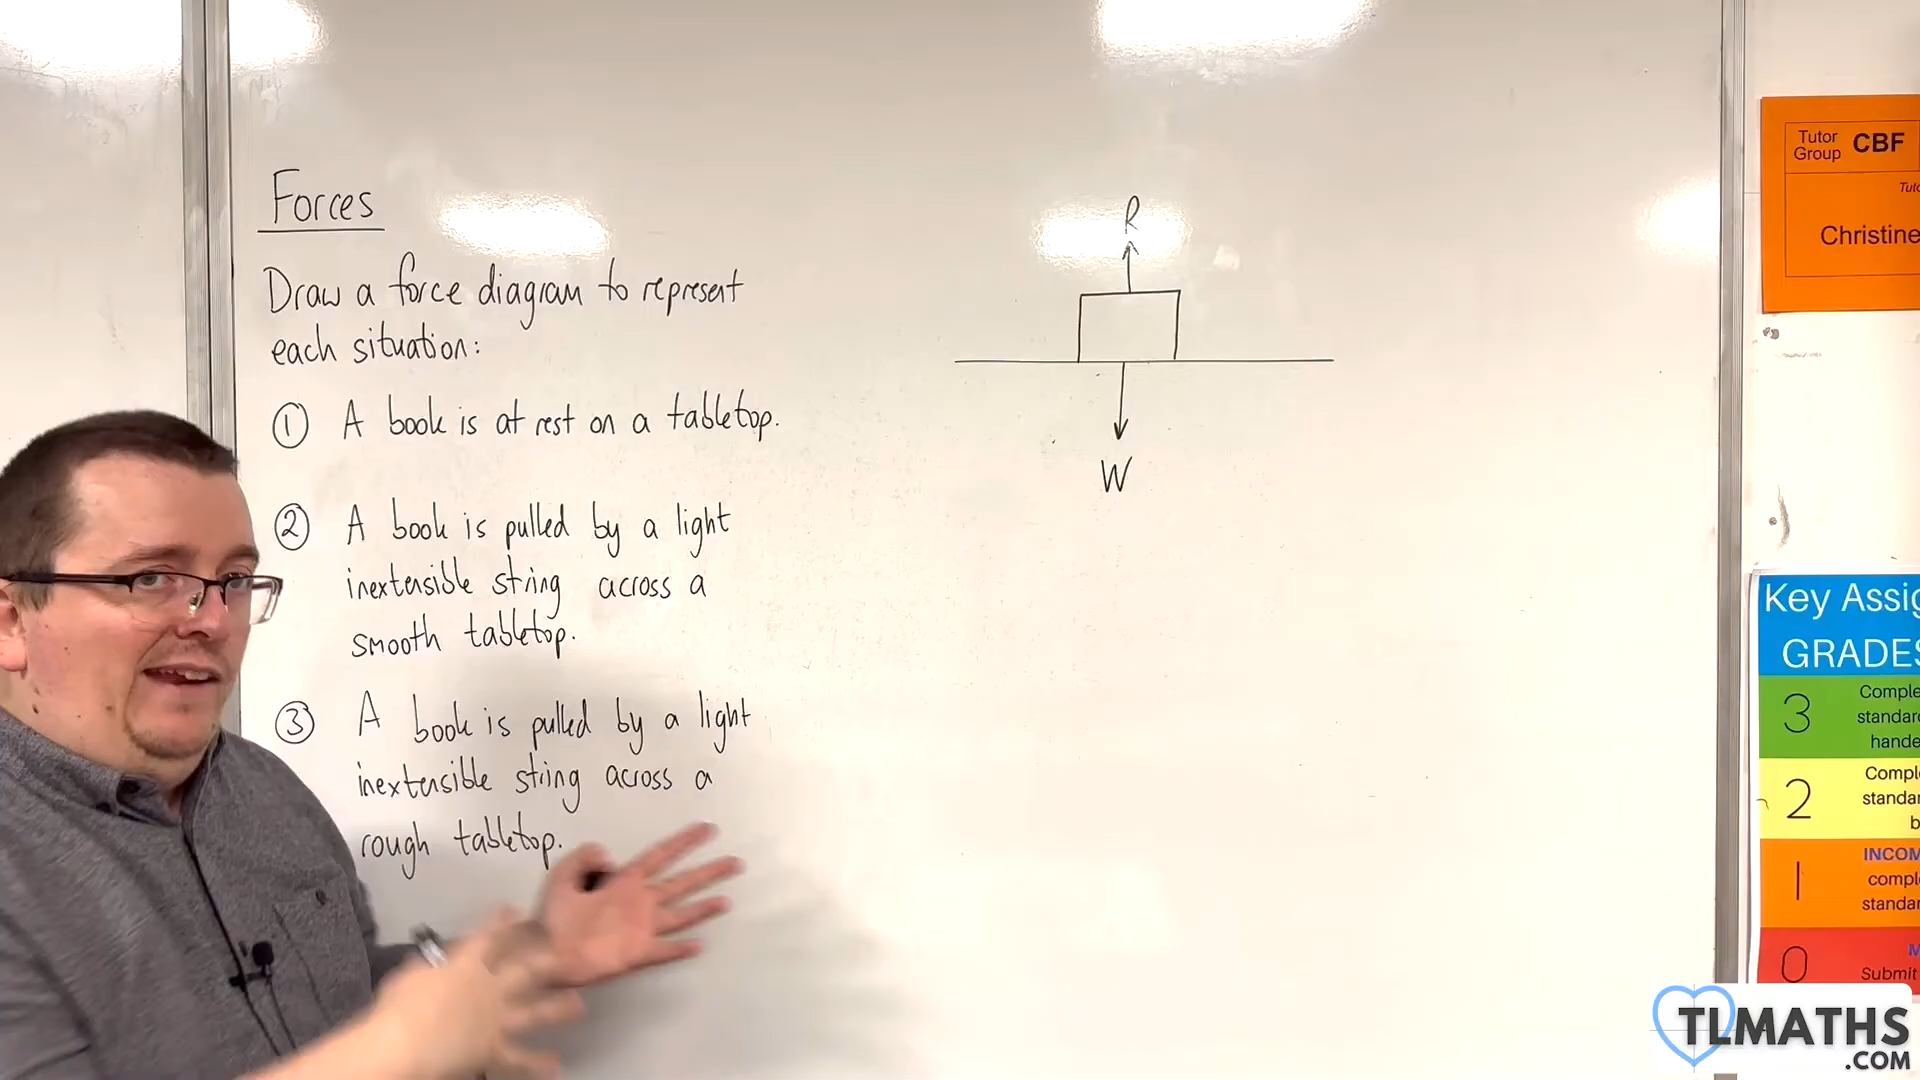 Forces
Draw a force diagram to represent
each situation:
① A book is at rest on a tabletop.
② A book is pulled by a light
inextensible string across a
smooth tabletop.
③ A book is pulled by a light
inextensible string across a
rough tabletop.
R
W
Tutor
Group CBF
Christine
Key Assig
GRADES
3
Comple
standar
hande
2
Compl
standar
b
1
INCOM
compl
standar
0
M
Submit
TLMATHS
.COM